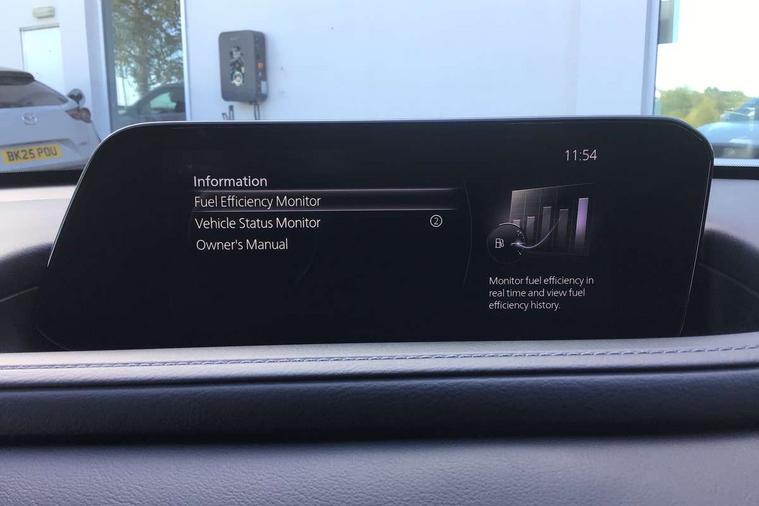 11:54
Information
Fuel Efficiency Monitor
Vehicle Status Monitor 2
Owner's Manual
Monitor fuel efficiency in
real time and view fuel
efficiency history.
BK25 POU